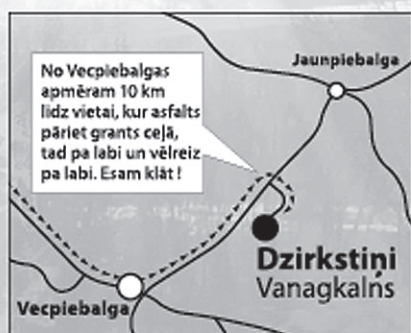 Jaunpiebalga
No Vecpiebalgas
apmēram 10 km
līdz vietai, kur asfalts
pāriet grants ceļā,
tad pa labi un vēlreiz
pa labi. Esam klāt!
Dzirkstiņi
Vanagkalns
Vecpiebalga